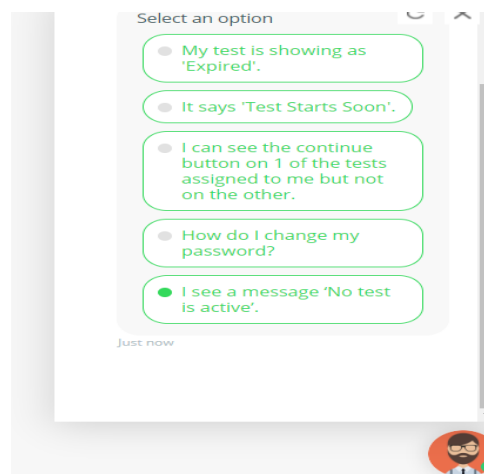 Select an option
My test is showing as
'Expired'.
It says 'Test Starts Soon'.
I can see the continue
button on 1 of the tests
assigned to me but not
on the other.
How do I change my
password?
I see a message ‘No test
is active’.
Just now